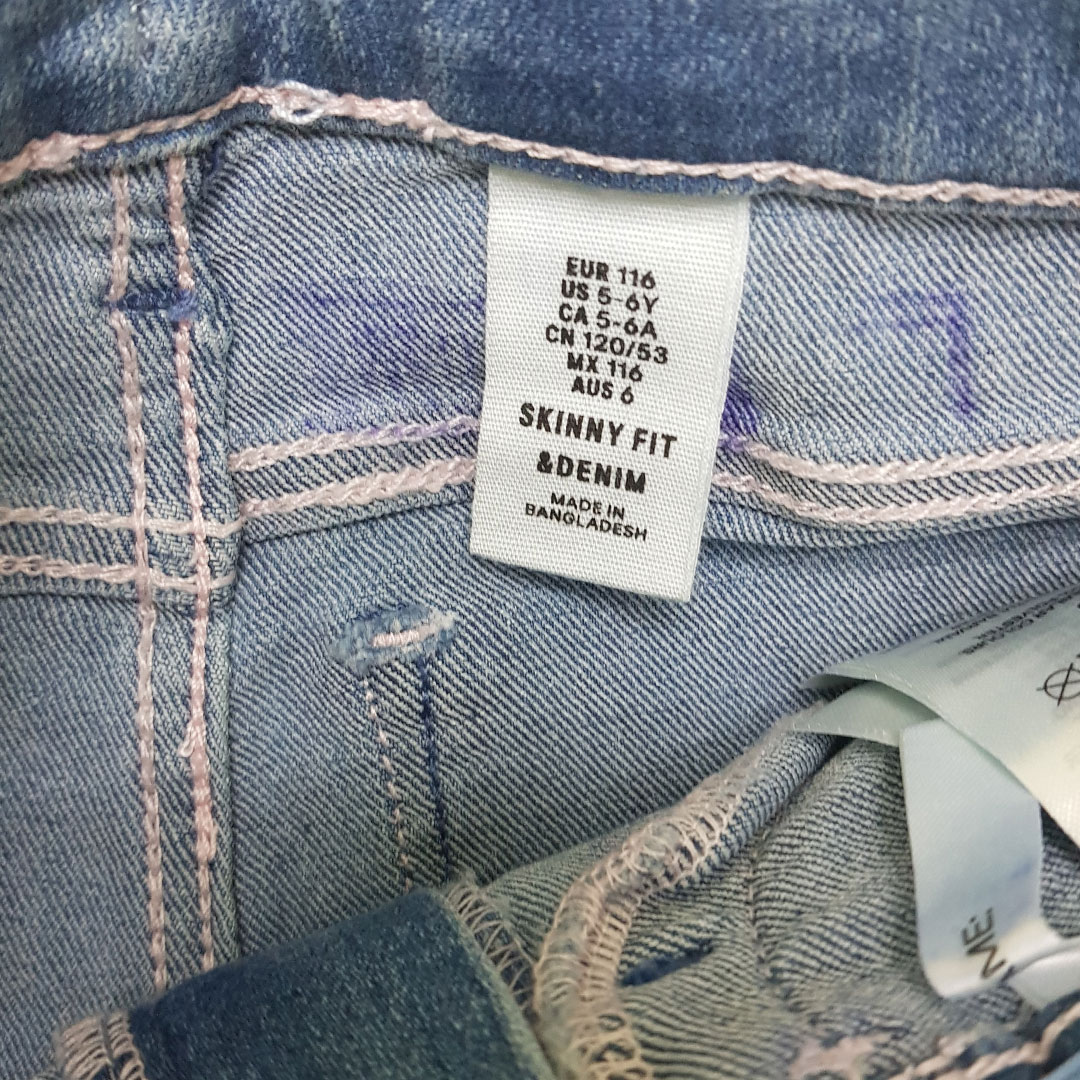 EUR 116
US 5-6Y
CA 5-6A
CN 120/53
MX 116
AUS 6
SKINNY FIT
&DENIM
MADE IN
BANGLADESH